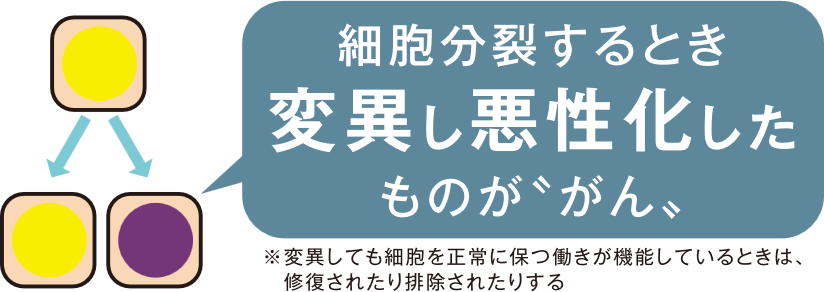 細胞分裂するとき
変異し悪性化した
ものが〝がん〟
※変異しても細胞を正常に保つ働きが機能しているときは、
修復されたり排除されたりする